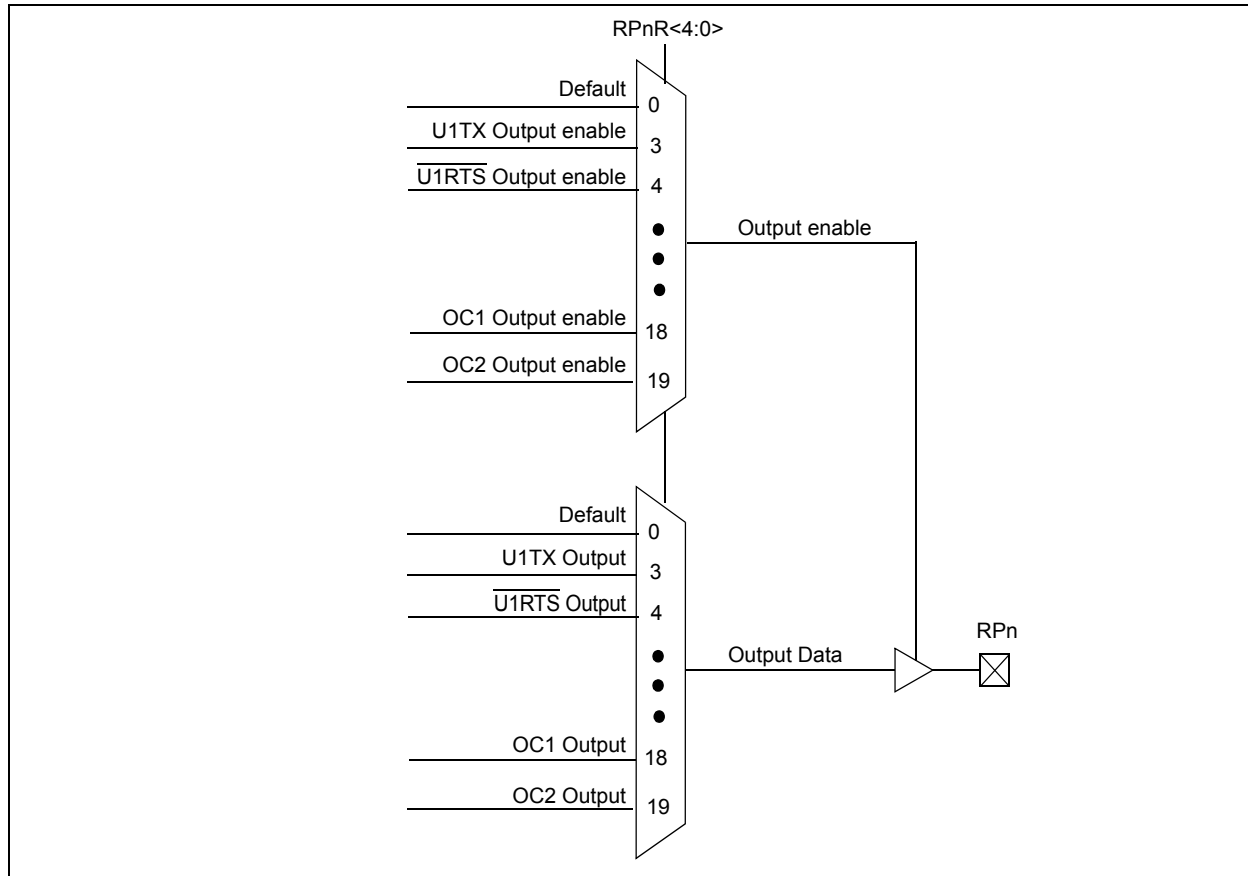 RPnR<4:0>
Default
0
U1TX Output enable
3
U1RTS Output enable
4
Output enable
OC1 Output enable
18
OC2 Output enable
19
Default
0
U1TX Output
3
U1RTS Output
4
RPn
Output Data
OC1 Output
18
OC2 Output
19